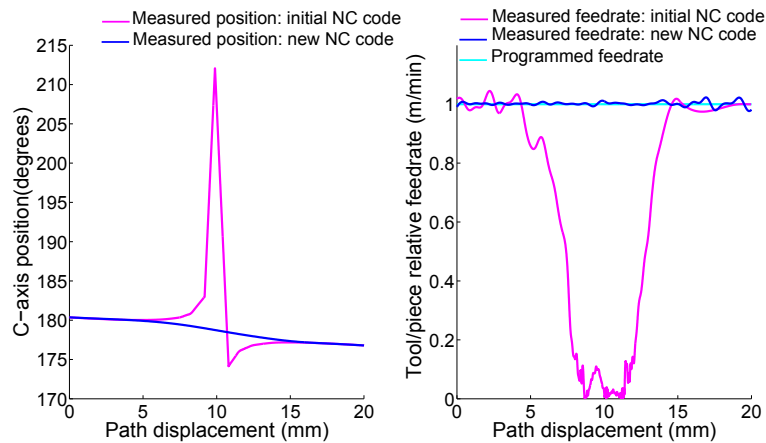 Measured position: initial NC code
Measured position: new NC code
215
210
205
200
195
190
185
180
175
170
0
5
10
15
20
C-axis position(degrees)
Path displacement (mm)
Measured feedrate: initial NC code
Measured feedrate: new NC code
Programmed feedrate
1
0.8
0.6
0.4
0.2
0
0
5
10
15
20
Tool/piece relative feedrate (m/min)
Path displacement (mm)